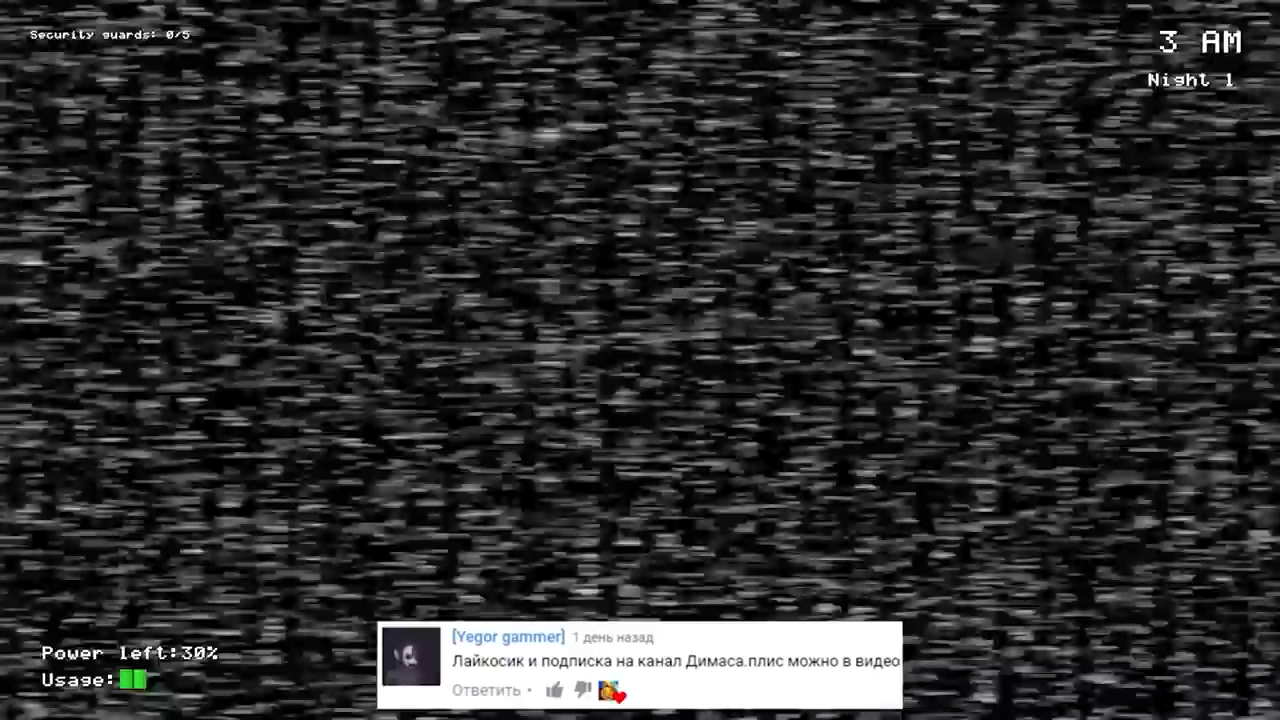 Security guards: 0/5
3 AM
Night 1
Power left:30%
Usage:
[Yegor gammer] 1 день назад
Лайкосик и подписка на канал Димаса.плис можно в видео
Ответить •